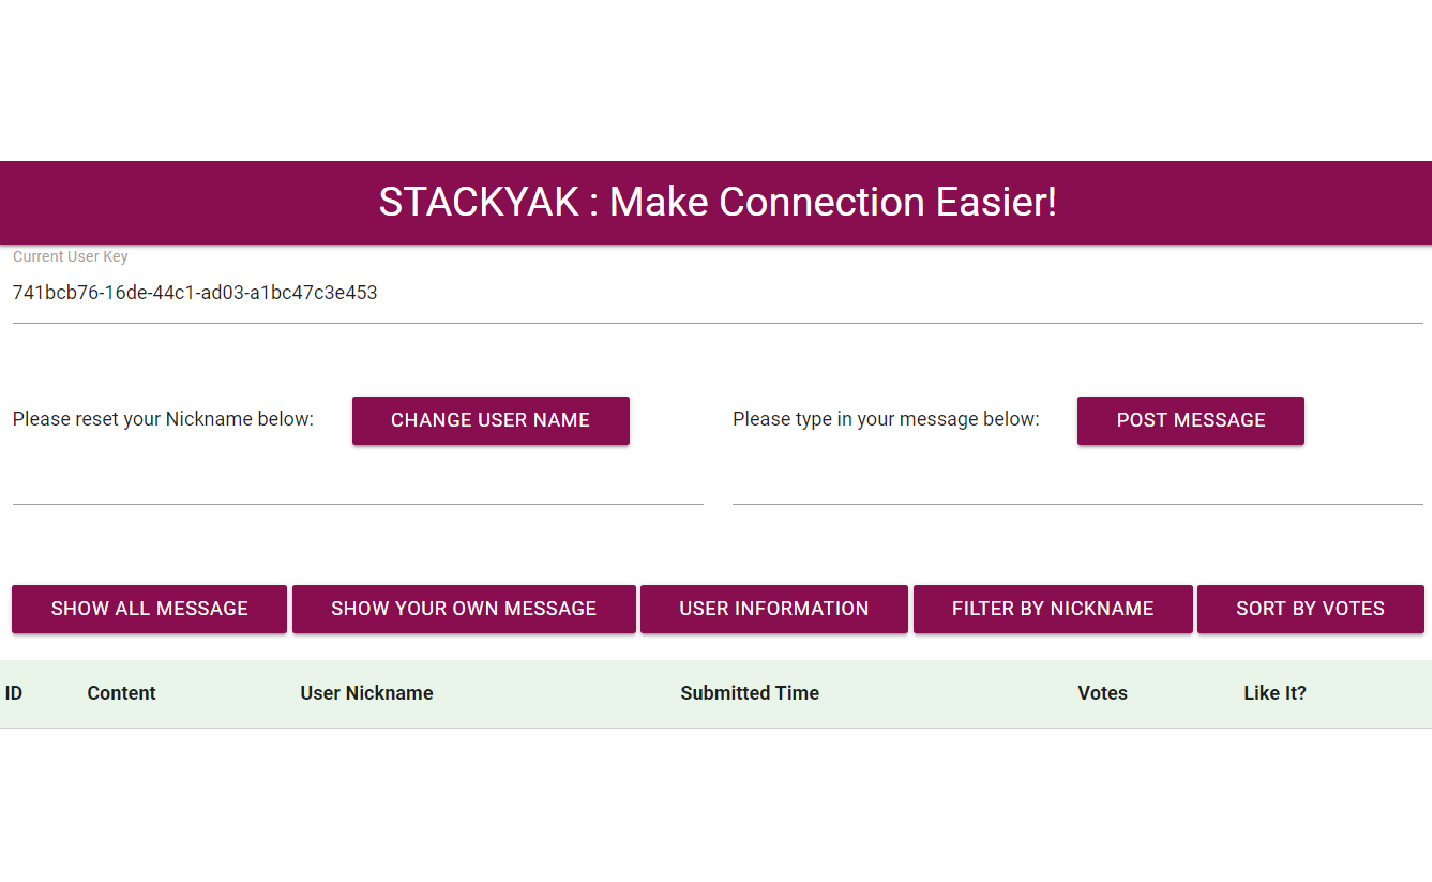 STACKYAK : Make Connection Easier!
Current User Key
741bcb76-16de-44c1-ad03-a1bc47c3e453
Please reset your Nickname below: CHANGE USER NAME Please type in your message below: POST MESSAGE
SHOW ALL MESSAGE SHOW YOUR OWN MESSAGE USER INFORMATION FILTER BY NICKNAME SORT BY VOTES
ID Content User Nickname Submitted Time Votes Like It?